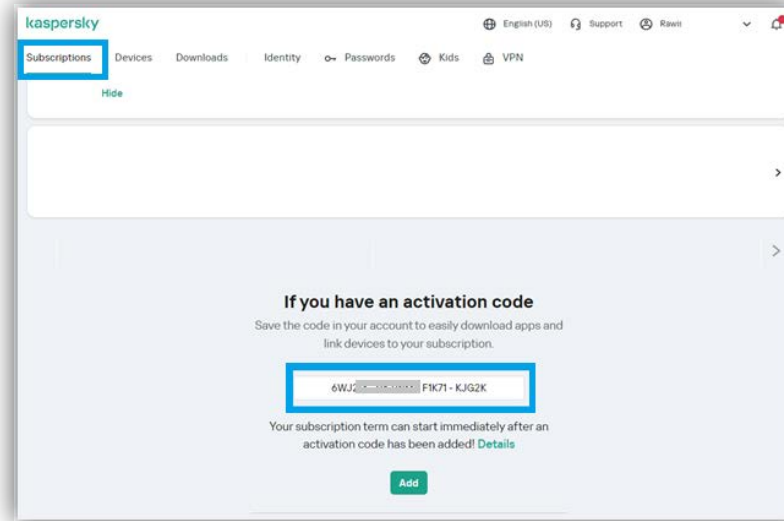 kaspersky
English (US) Support Rawii
Subscriptions Devices Downloads Identity Passwords Kids VPN
Hide
If you have an activation code
Save the code in your account to easily download apps and
link devices to your subscription.
F1K71 - KJG2K
Your subscription term can start immediately after an
activation code has been added! Details
Add